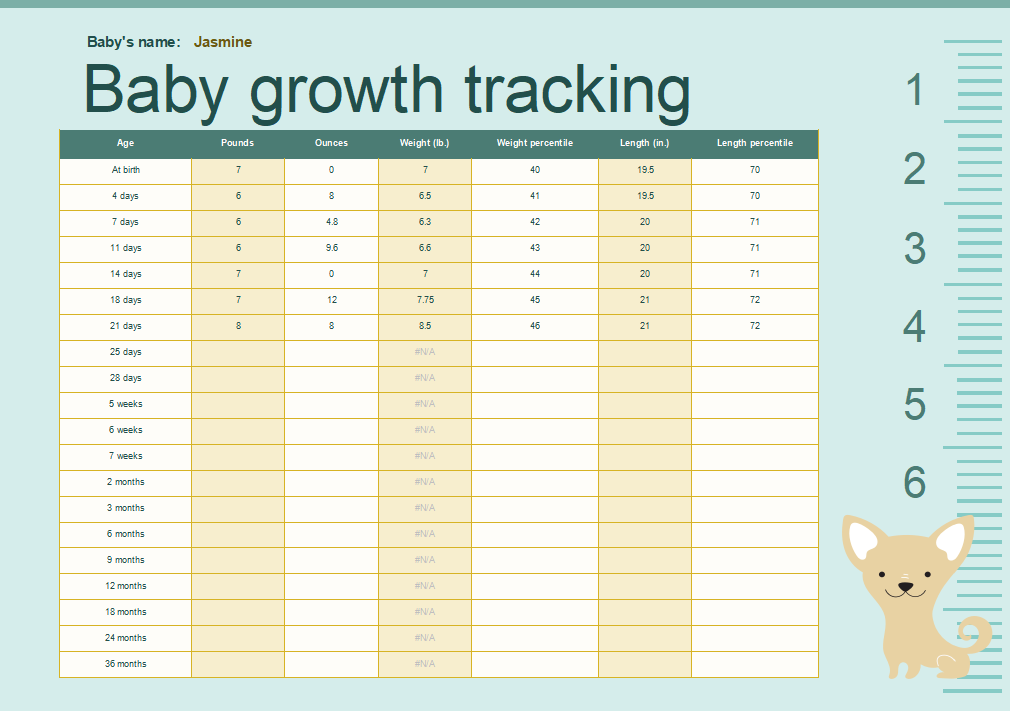 Baby's name: Jasmine
Baby growth tracking
Age Pounds Ounces Weight (lb.) Weight percentile Length (in.) Length percentile
At birth 7 0 7 40 19.5 70
4 days 6 8 6.5 41 19.5 70
7 days 6 4.8 6.3 42 20 71
11 days 6 9.6 6.6 43 20 71
14 days 7 0 7 44 20 71
18 days 7 12 7.75 45 21 72
21 days 8 8 8.5 46 21 72
25 days #N/A
28 days #N/A
5 weeks #N/A
6 weeks #N/A
7 weeks #N/A
2 months #N/A
3 months #N/A
6 months #N/A
9 months #N/A
12 months #N/A
18 months #N/A
24 months #N/A
36 months #N/A
1
2
3
4
5
6